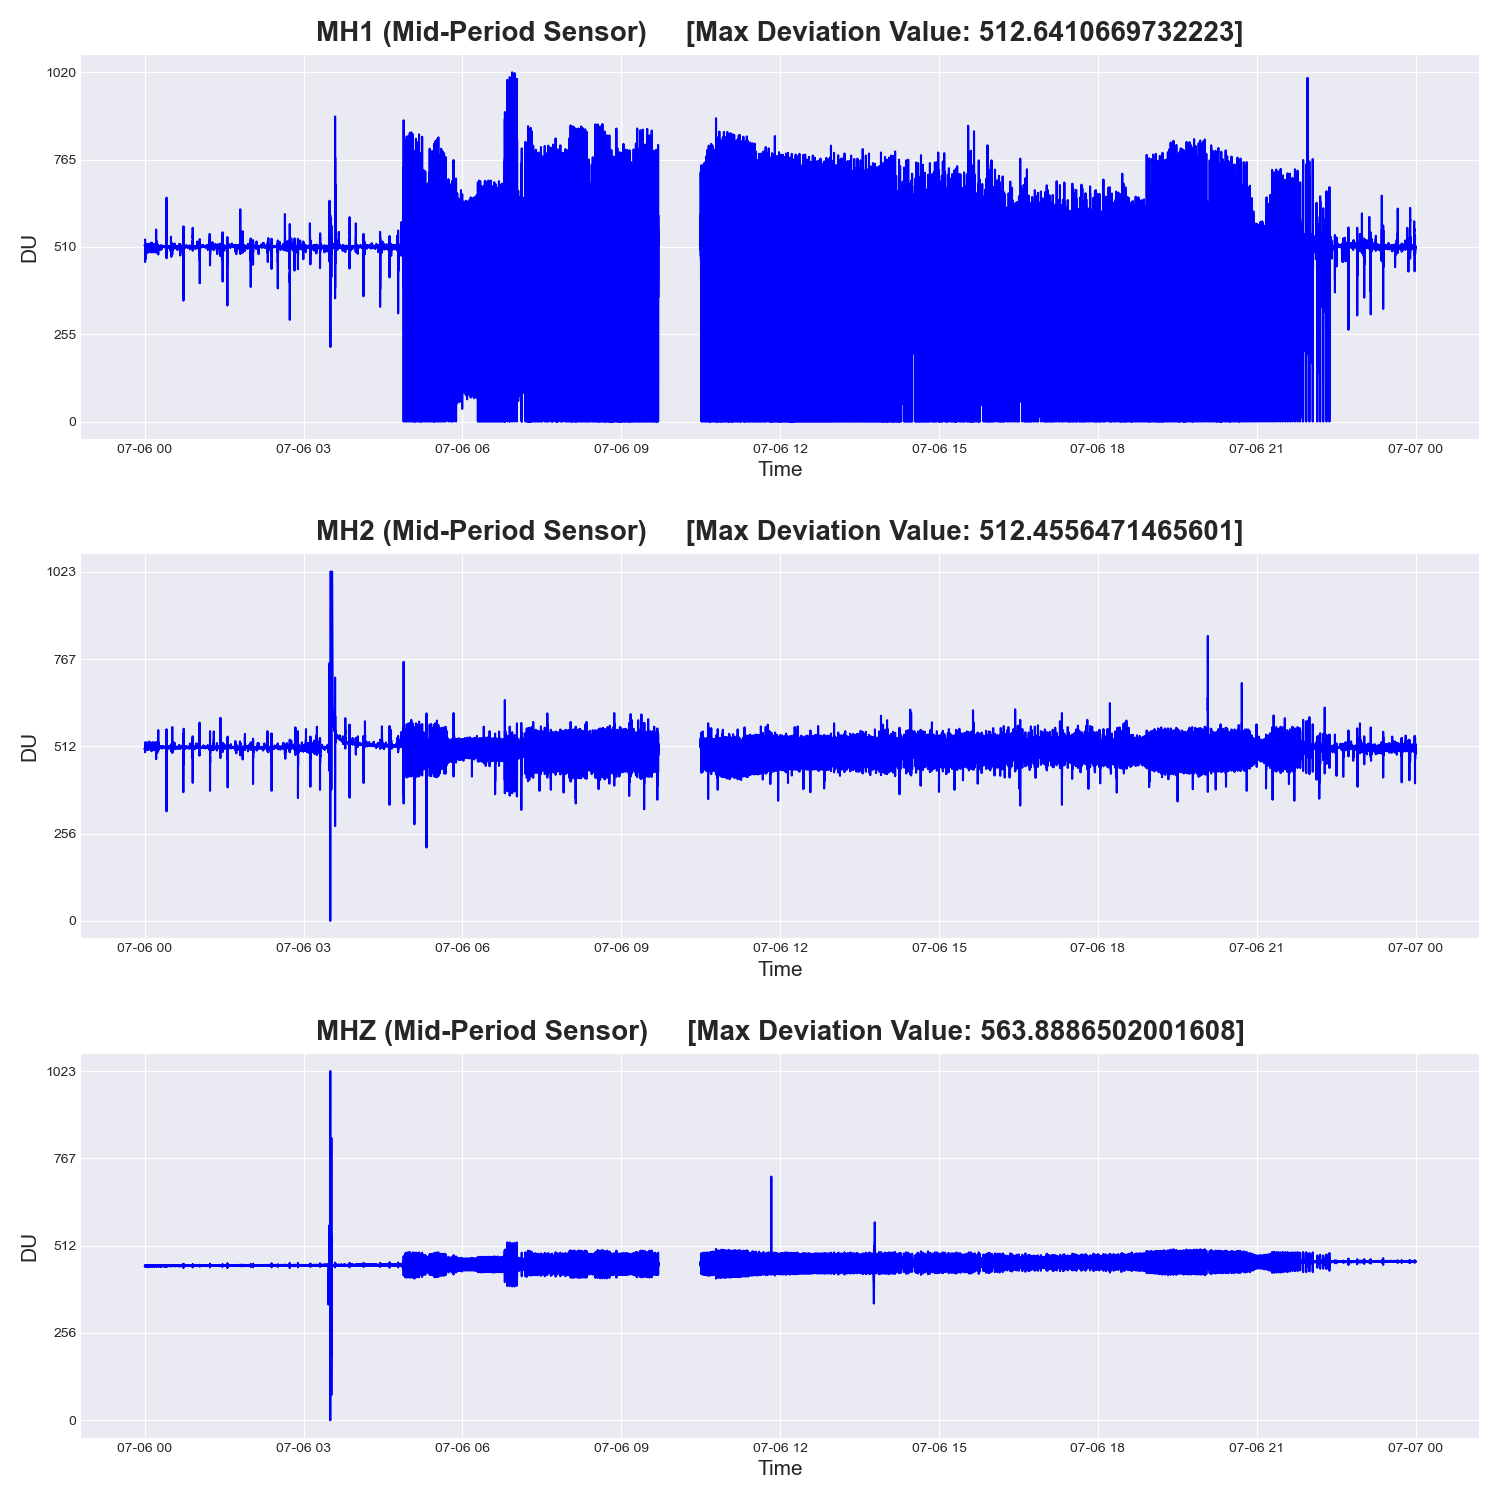 MH1 (Mid-Period Sensor) [Max Deviation Value: 512.6410669732223]
1020
765
510
255
0
DU
07-06 00 07-06 03 07-06 06 07-06 09 07-06 12 07-06 15 07-06 18 07-06 21 07-07 00
Time
MH2 (Mid-Period Sensor) [Max Deviation Value: 512.4556471465601]
1023
767
512
256
0
DU
07-06 00 07-06 03 07-06 06 07-06 09 07-06 12 07-06 15 07-06 18 07-06 21 07-07 00
Time
MHZ (Mid-Period Sensor) [Max Deviation Value: 563.8886502001608]
1023
767
512
256
0
DU
07-06 00 07-06 03 07-06 06 07-06 09 07-06 12 07-06 15 07-06 18 07-06 21 07-07 00
Time